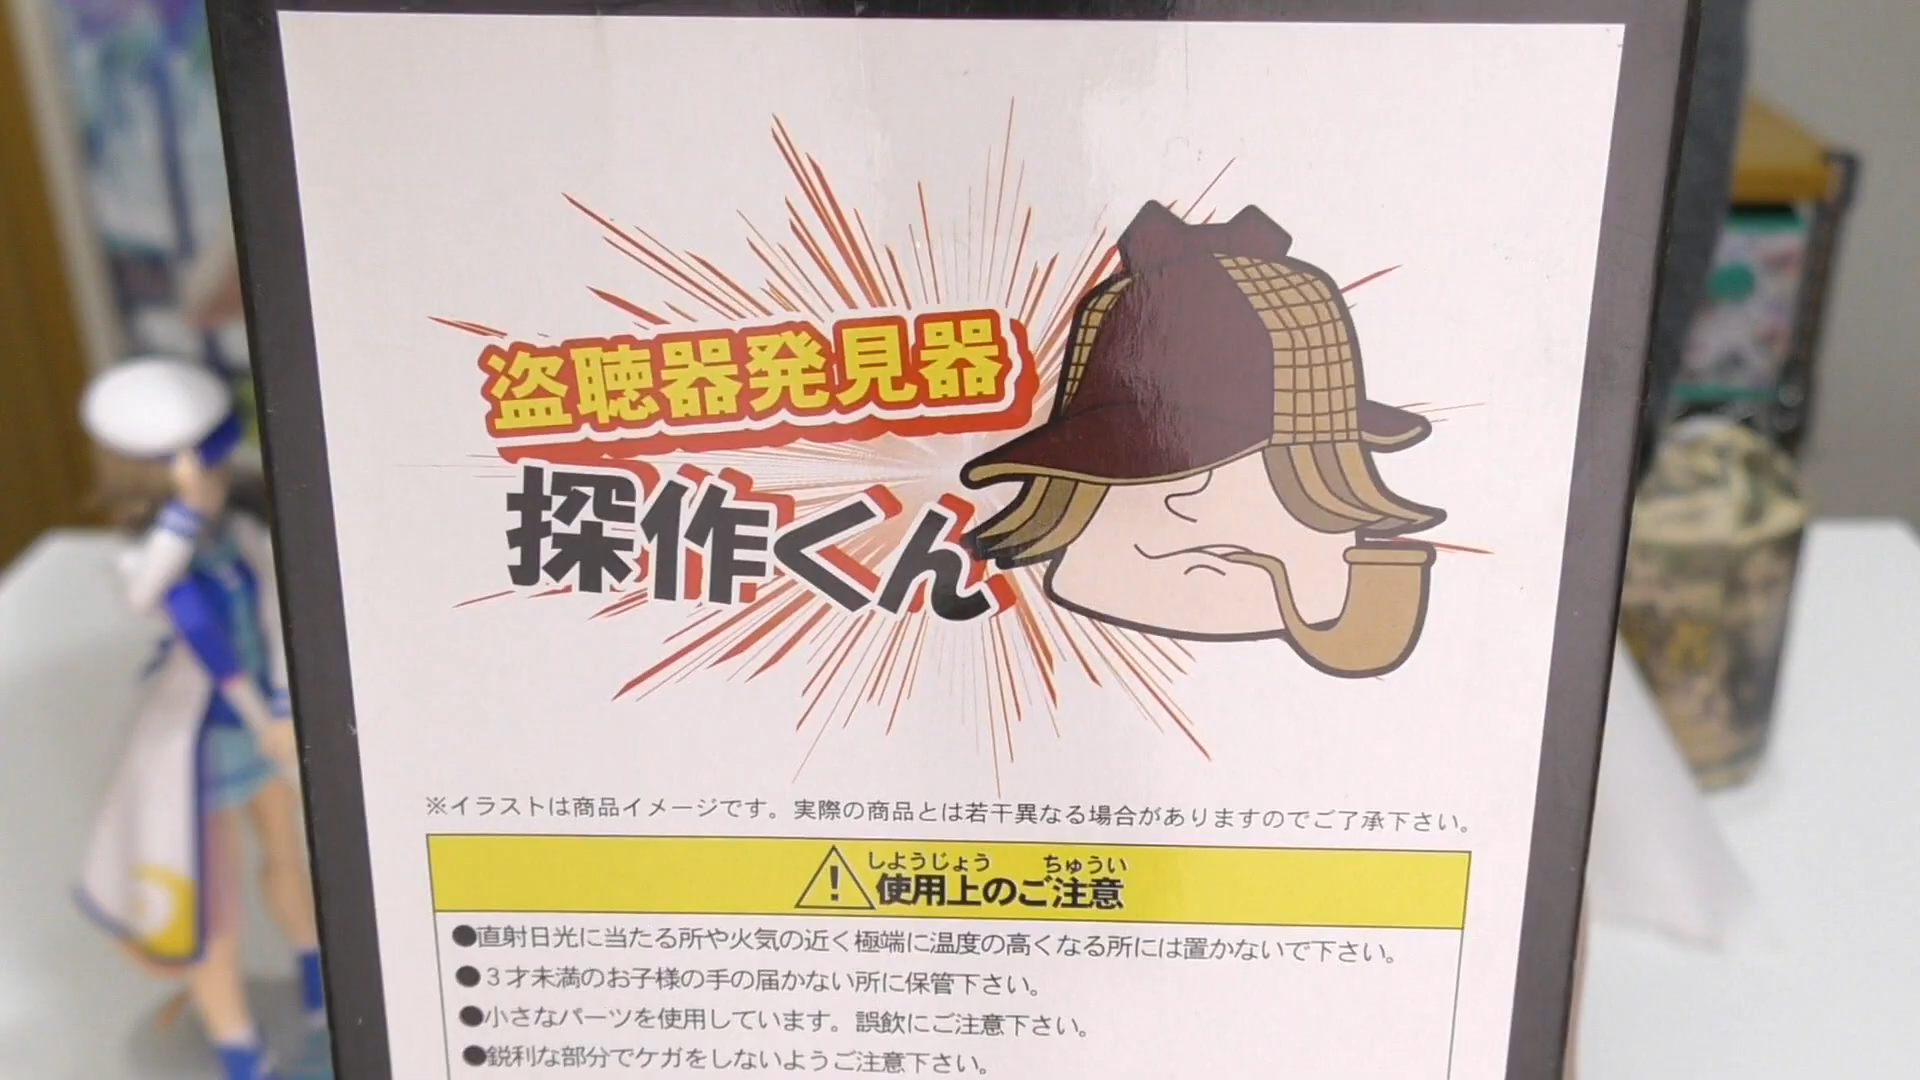 盗聴器発見器
探作くん
※イラストは商品イメージです。実際の商品とは若干異なる場合がありますのでご了承下さい。
しようじょう ちゅうい
使用上のご注意
●直射日光に当たる所や火気の近く極端に温度の高くなる所には置かないで下さい。
●３才未満のお子様の手の届かない所に保管下さい。
●小さなパーツを使用しています。誤飲にご注意下さい。
●鋭利な部分でケガをしないようご注意下さい。